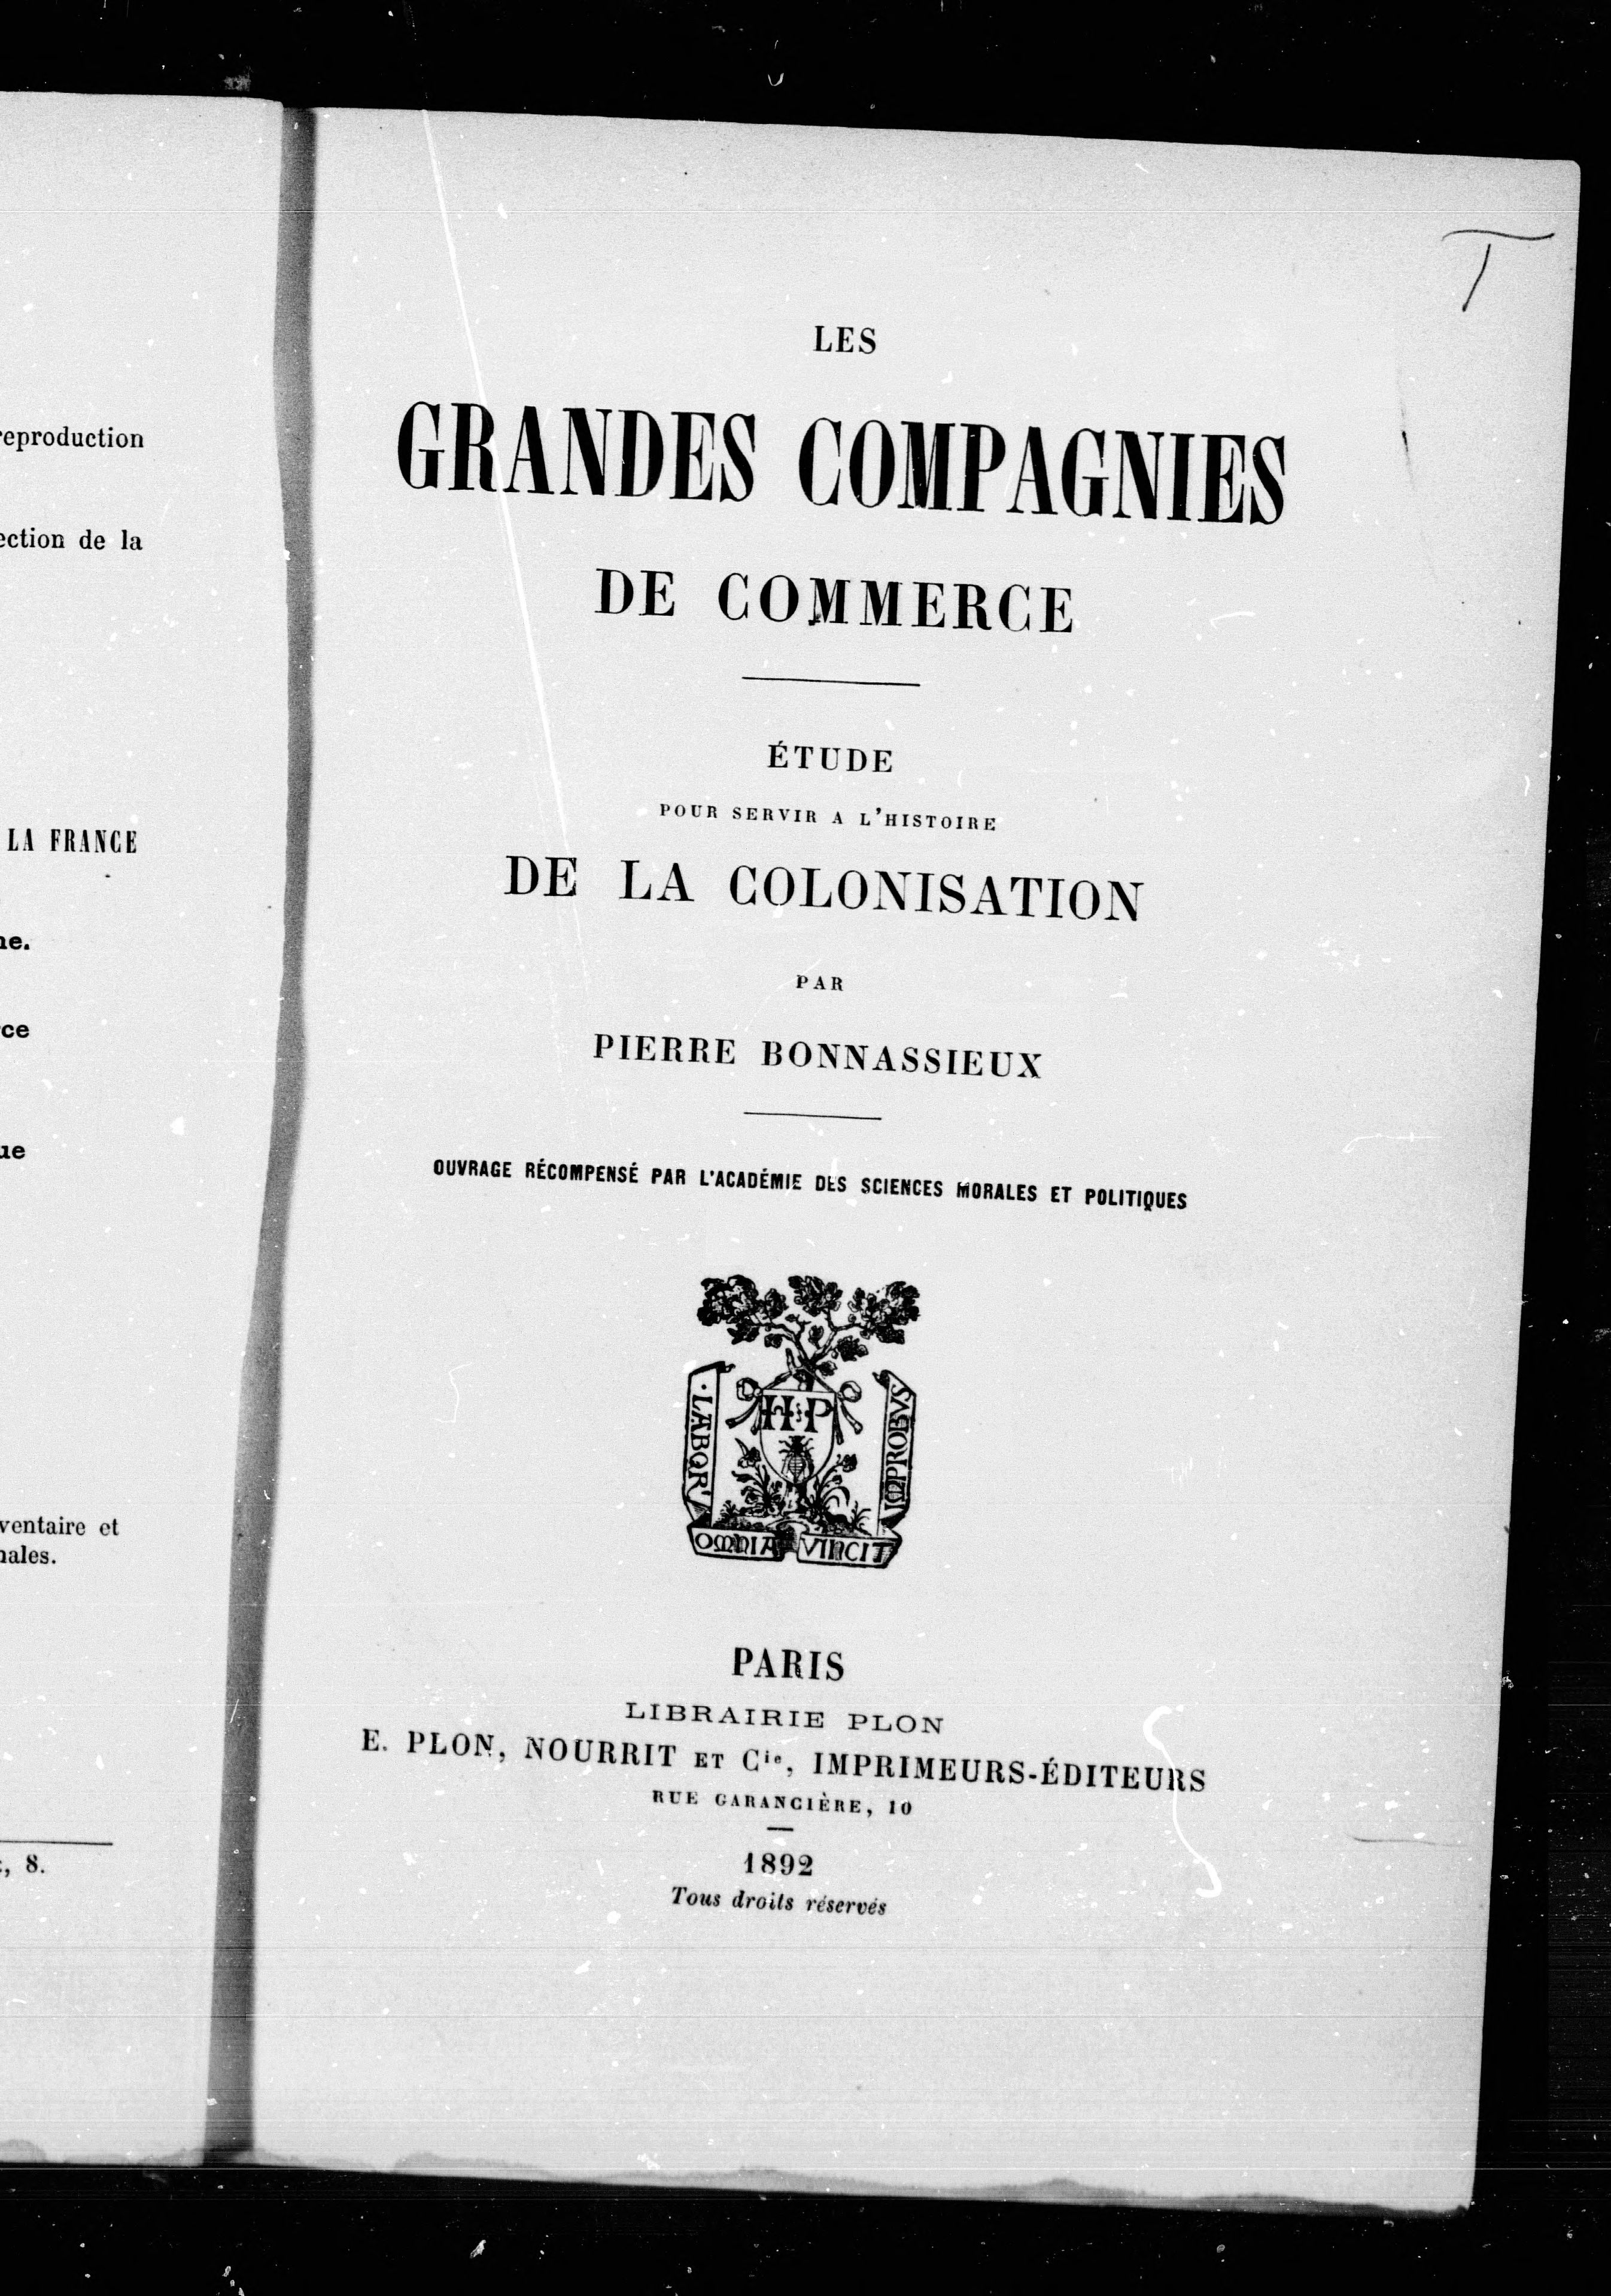 reproduction
ection de la
LA FRANCE
ne.
ce
ue
ventaire et
nales.
, 8.
T
LES
GRANDES COMPAGNIES
DE COMMERCE
ÉTUDE
POUR SERVIR A L'HISTOIRE
DE LA COLONISATION
PAR
PIERRE BONNASSIEUX
OUVRAGE RÉCOMPENSÉ PAR L'ACADÉMIE DES SCIENCES MORALES ET POLITIQUES
H P
LABOR
IMPROBVS
OMNIA VINCIT
PARIS
LIBRAIRIE PLON
E. PLON, NOURRIT ET Cie, IMPRIMEURS-ÉDITEURS
RUE GARANCIÈRE, 10
1892
Tous droits réservés